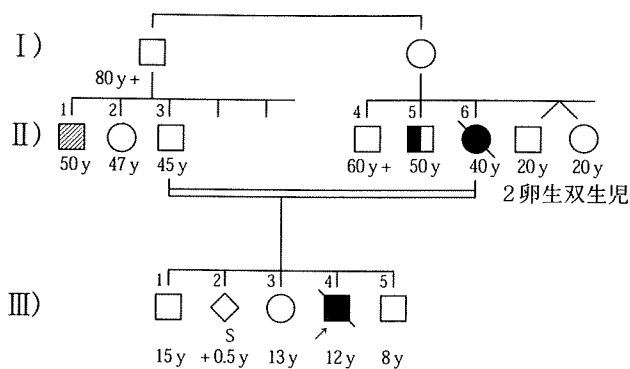 I)
80 y +
1 2 3 4 5 6
II)
50 y 47 y 45 y 60 y + 50 y 40 y 20 y 20 y
2卵生双生児
1 2 3 4 5
III)
S
15 y + 0.5 y 13 y 12 y 8 y